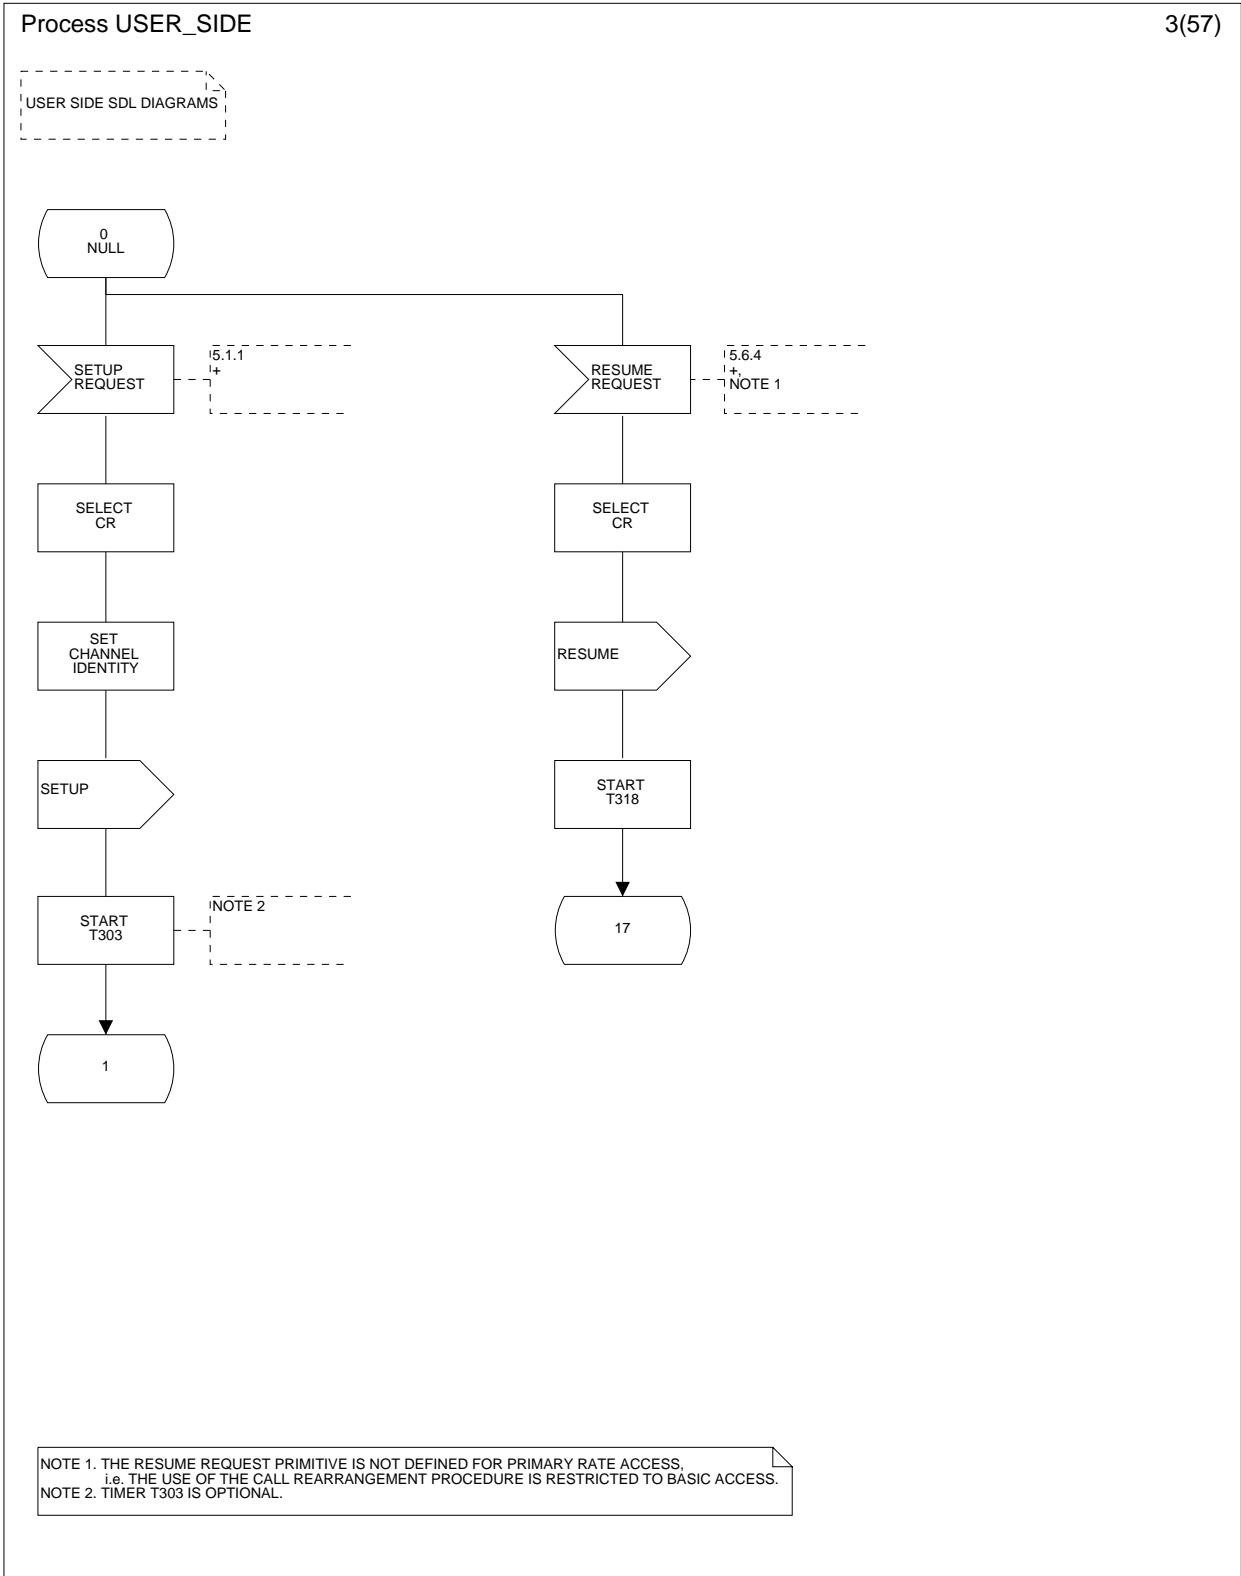 Process USER_SIDE
3(57)
USER SIDE SDL DIAGRAMS
0
NULL
SETUP
REQUEST
5.1.1
+
RESUME
REQUEST
5.6.4
+,
NOTE 1
SELECT
CR
SELECT
CR
SET
CHANNEL
IDENTITY
RESUME
SETUP
START
T318
START
T303
NOTE 2
17
1
NOTE 1. THE RESUME REQUEST PRIMITIVE IS NOT DEFINED FOR PRIMARY RATE ACCESS,
i.e. THE USE OF THE CALL REARRANGEMENT PROCEDURE IS RESTRICTED TO BASIC ACCESS.
NOTE 2. TIMER T303 IS OPTIONAL.